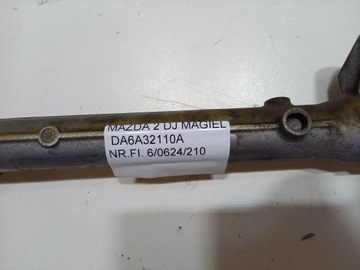 MAZDA 2 DJ MAGIEL
DA6A32110A
NR.FI. 6/0624/210